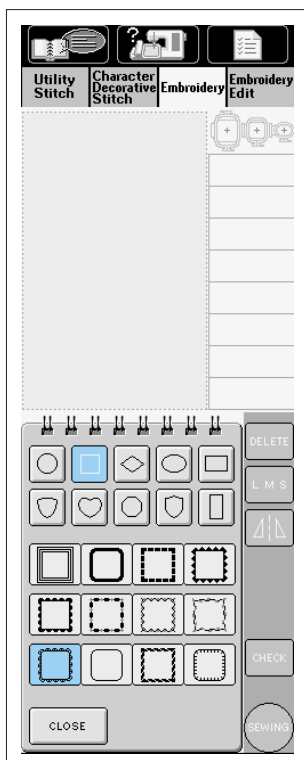 ?
Utility Stitch
Character Decorative Stitch
Embroidery
Embroidery Edit
DELETE
L M S
CHECK
CLOSE
SEWING